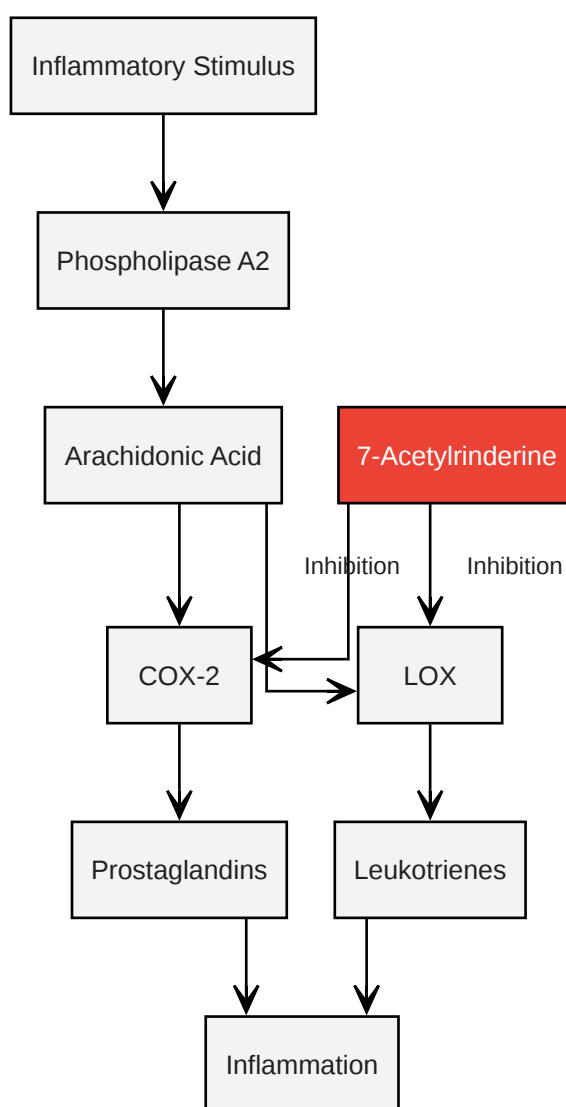 Inflammatory Stimulus
Phospholipase A2
Arachidonic Acid
7-Acetylrinderine
Inhibition
Inhibition
COX-2
LOX
Prostaglandins
Leukotrienes
Inflammation